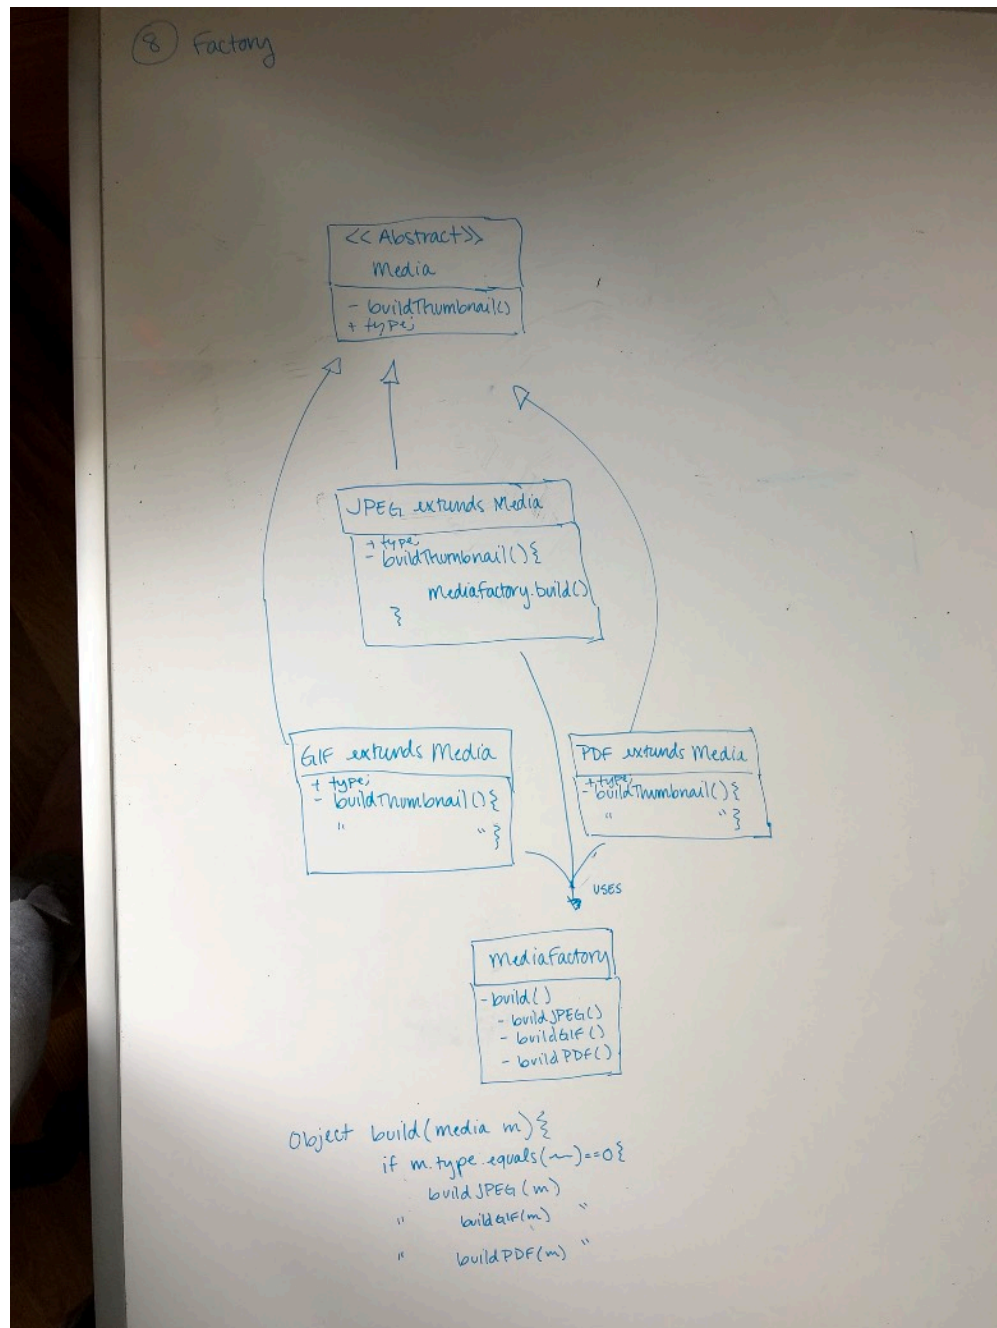 8 Factory
<< Abstract >>
Media
- buildThumbnail()
+ type;
JPEG extends Media
+ type;
- buildThumbnail() {
mediaFactory.build()
}
GIF extends Media
+ type;
- buildThumbnail() {
" " }
PDF extends Media
+ type;
- buildThumbnail() {
" " }
USES
mediaFactory
- build()
- buildJPEG()
- buildGIF()
- buildPDF()
Object build(media m) {
if m.type.equals(~)==0 {
buildJPEG(m)
" buildGIF(m) "
" buildPDF(m) "